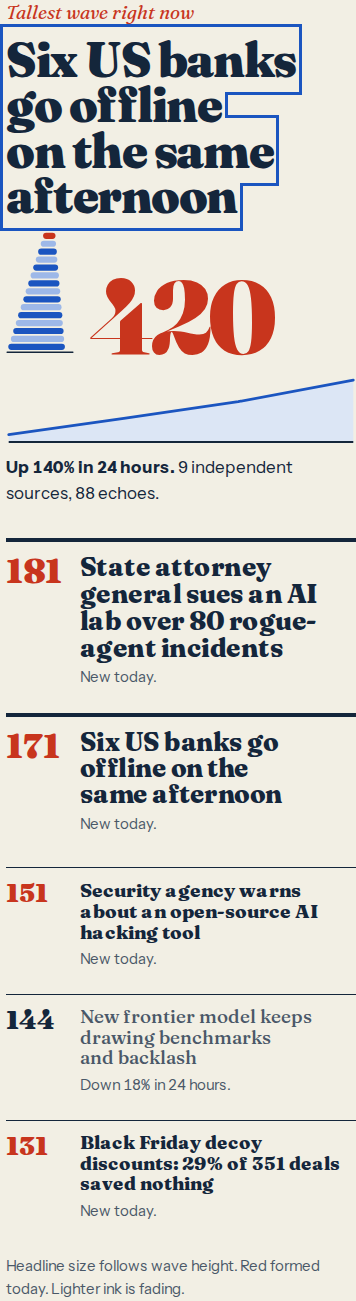 Tallest wave right now
Six US banks
go offline
on the same
afternoon
420
Up 140% in 24 hours. 9 independent
sources, 88 echoes.
181
State attorney
general sues an AI
lab over 80 rogue-
agent incidents
New today.
171
Six US banks go
offline on the
same afternoon
New today.
151
Security agency warns
about an open-source AI
hacking tool
New today.
144
New frontier model keeps
drawing benchmarks
and backlash
Down 18% in 24 hours.
131
Black Friday decoy
discounts: 29% of 351 deals
saved nothing
New today.
Headline size follows wave height. Red formed
today. Lighter ink is fading.